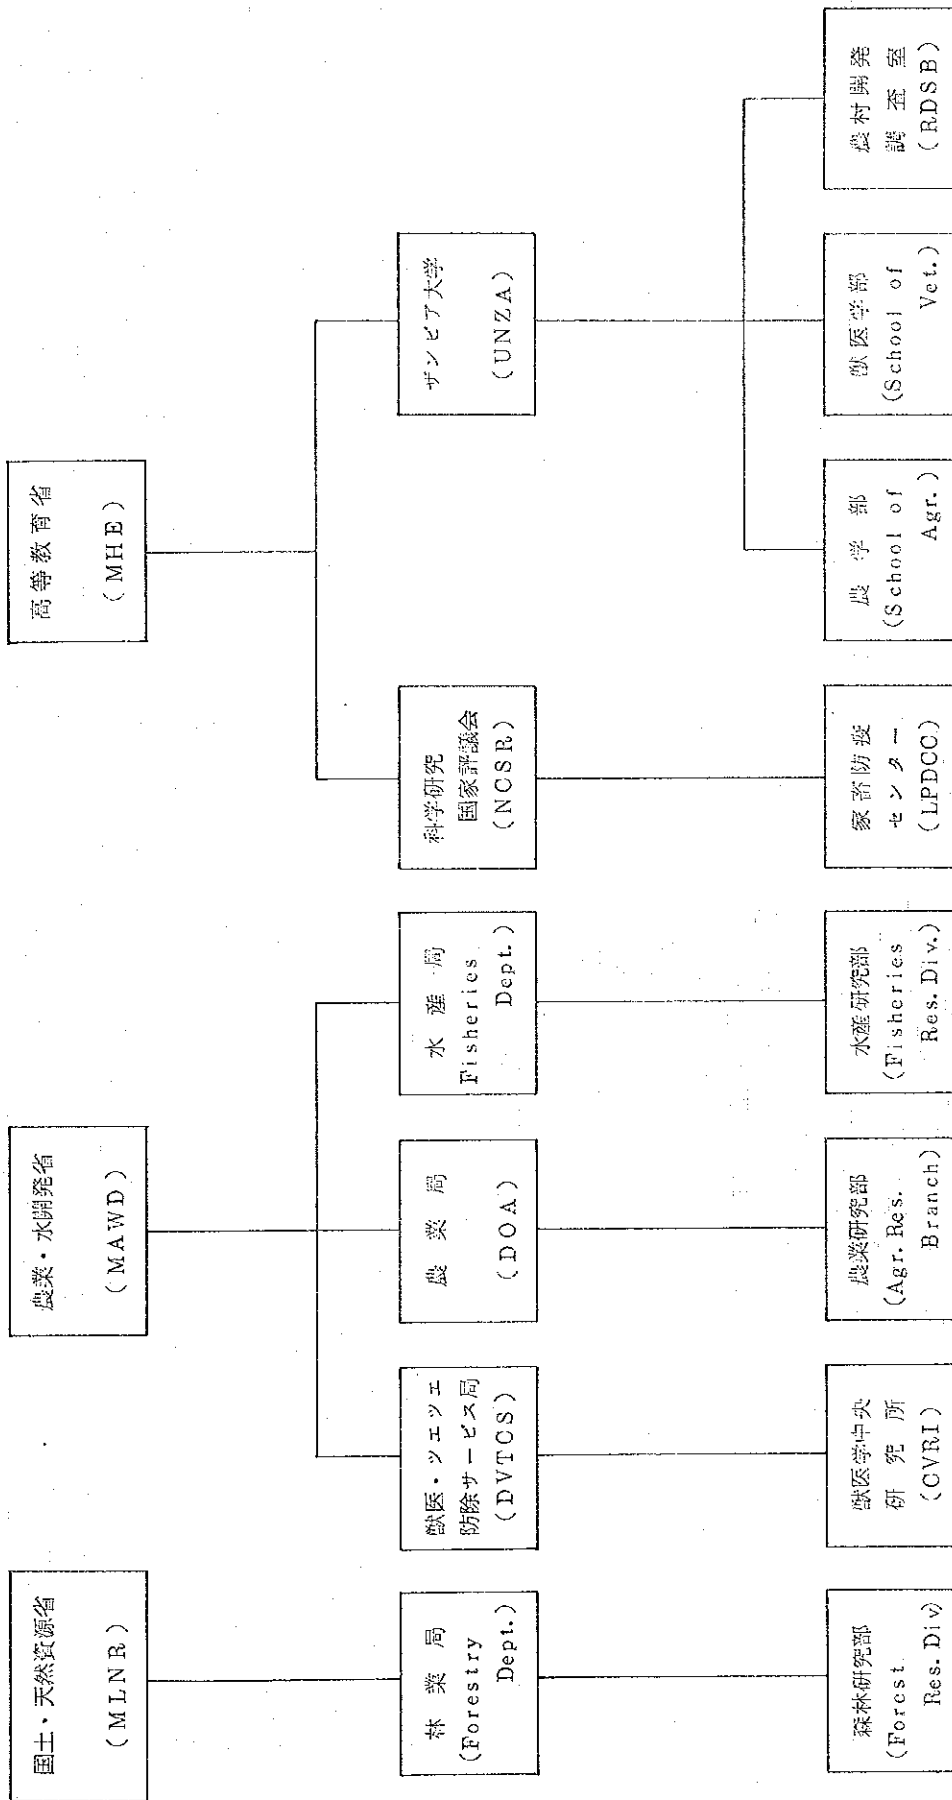 国土・天然資源省
(MLNR)
農業・水開発省
(MAWD)
高等教育省
(MHE)
林業局
(Forestry
Dept.)
獣医・ツエツエ
防除サービス局
(DVTCS)
農業局
(DOA)
水産局
Fisheries
Dept.)
科学研究
国家評議会
(NCSR)
ザンビア大学
(UNZA)
森林研究部
(Forest
Res. Div)
獣医学中央
研究所
(CVRI)
農業研究部
(Agr. Res.
Branch)
水産研究部
(Fisheries
Res. Div.)
家畜防疫
センター
(LPDCC)
農学部
(School of
Agr.)
獣医学部
(School of
Vet.)
農村開発
調査室
(RDSB)